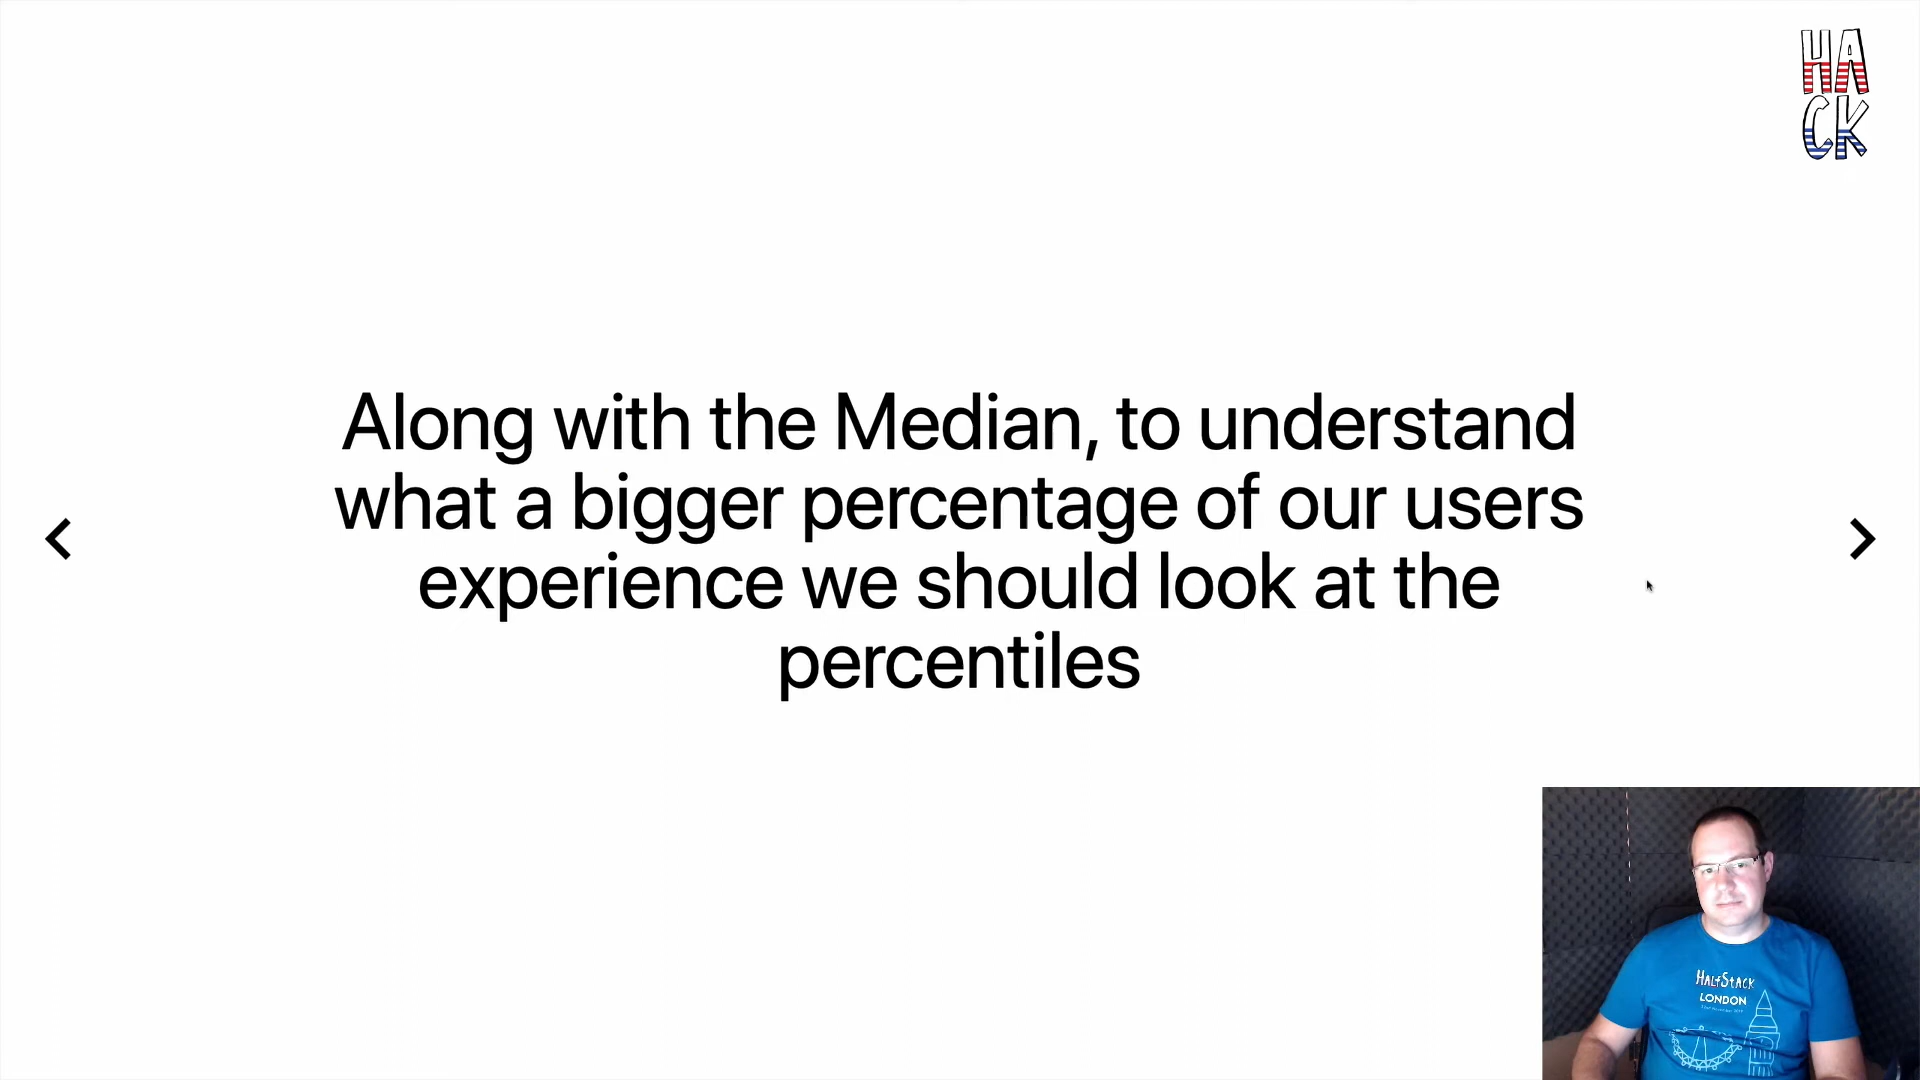 HA
CK
Along with the Median, to understand
what a bigger percentage of our users
experience we should look at the
percentiles
HALFSTACK
LONDON